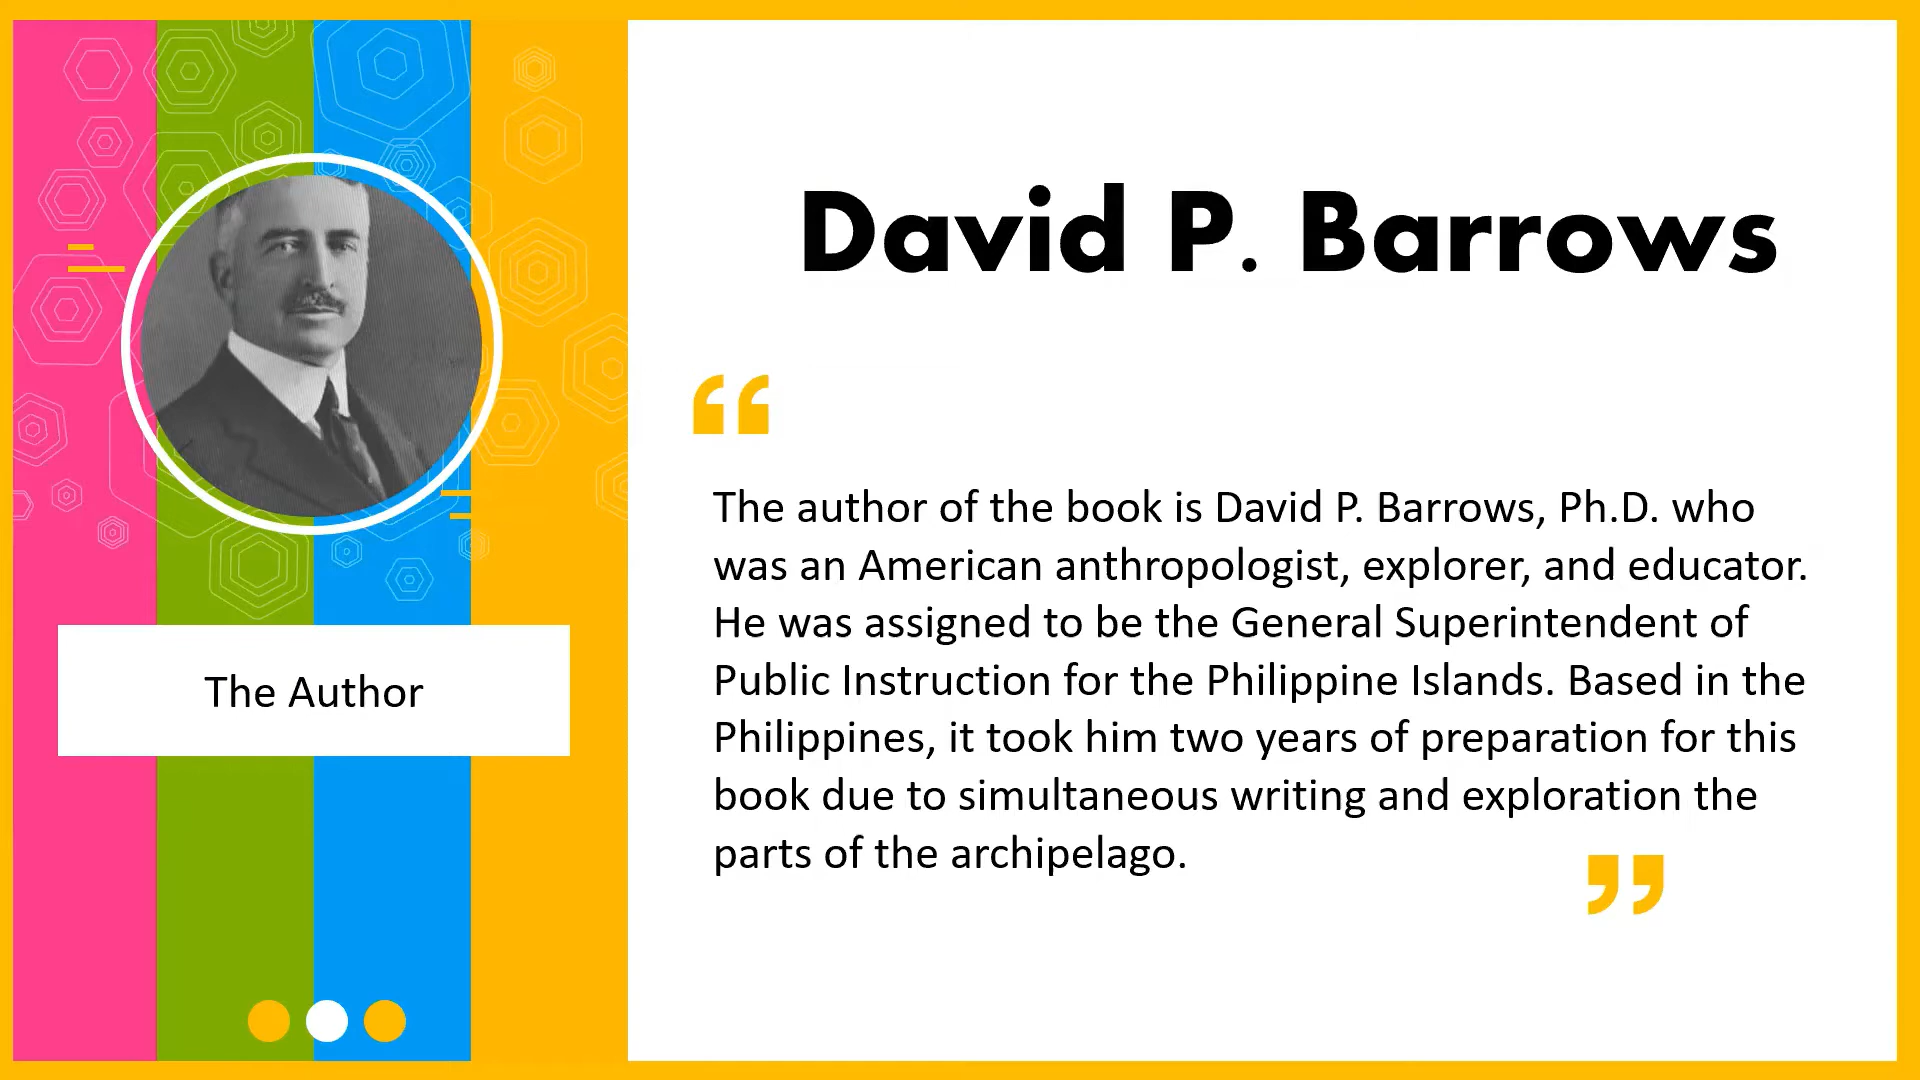 David P. Barrows
“
The author of the book is David P. Barrows, Ph.D. who
was an American anthropologist, explorer, and educator.
He was assigned to be the General Superintendent of
Public Instruction for the Philippine Islands. Based in the
Philippines, it took him two years of preparation for this
book due to simultaneous writing and exploration the
parts of the archipelago.
”
The Author